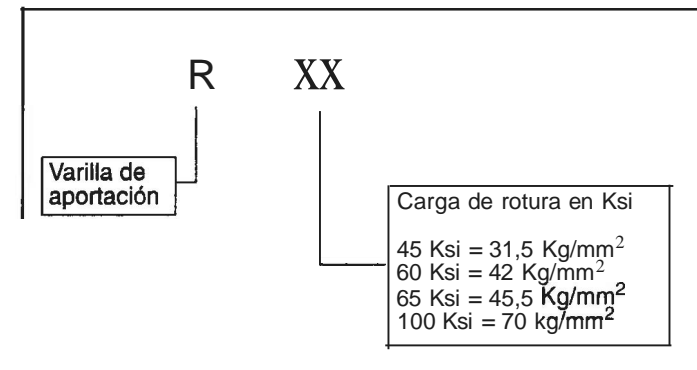 R XX
Varilla de
aportación
Carga de rotura en Ksi
45 Ksi = 31,5 Kg/mm²
60 Ksi = 42 Kg/mm²
65 Ksi = 45,5 Kg/mm²
100 Ksi = 70 kg/mm²